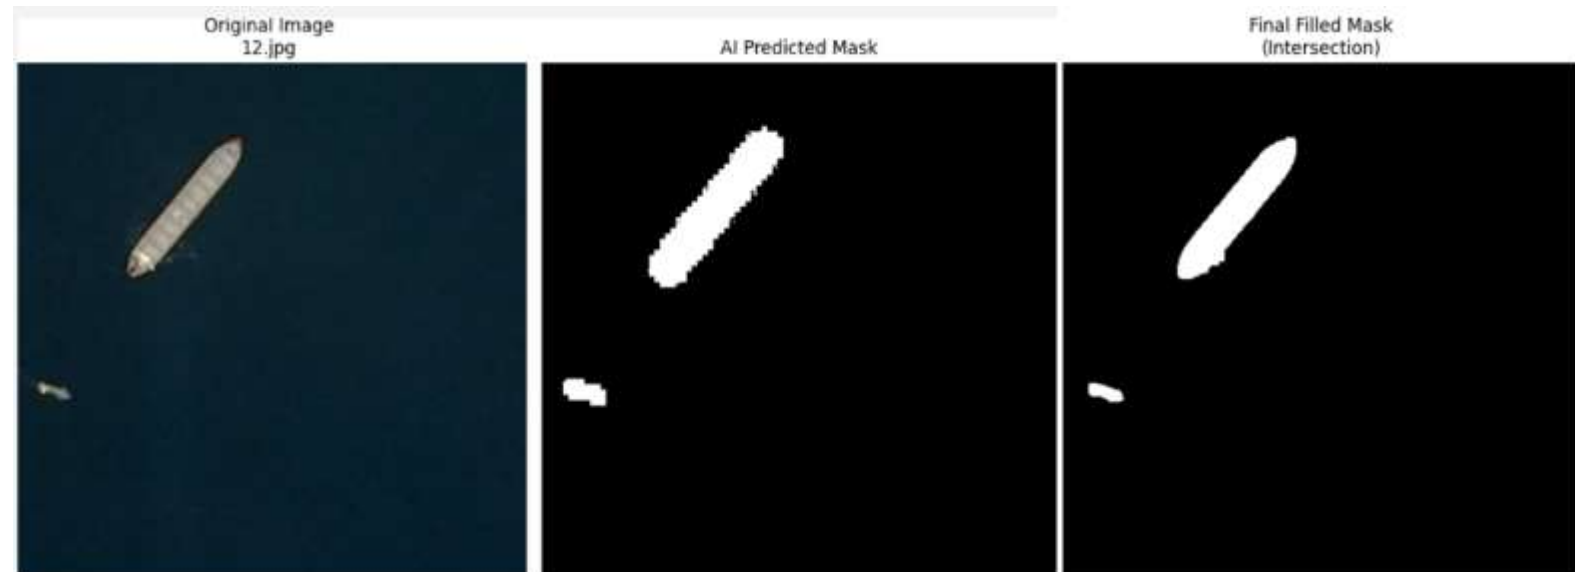 Original Image
12.jpg
AI Predicted Mask
Final Filled Mask
(Intersection)